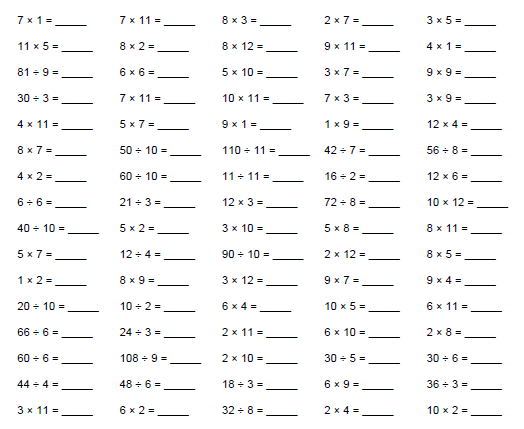 7 × 1 = _____ 7 × 11 = _____ 8 × 3 = _____ 2 × 7 = _____ 3 × 5 = _____
11 × 5 = _____ 8 × 2 = _____ 8 × 12 = _____ 9 × 11 = _____ 4 × 1 = _____
81 ÷ 9 = _____ 6 × 6 = _____ 5 × 10 = _____ 3 × 7 = _____ 9 × 9 = _____
30 ÷ 3 = _____ 7 × 11 = _____ 10 × 11 = _____ 7 × 3 = _____ 3 × 9 = _____
4 × 11 = _____ 5 × 7 = _____ 9 × 1 = _____ 1 × 9 = _____ 12 × 4 = _____
8 × 7 = _____ 50 ÷ 10 = _____ 110 ÷ 11 = _____ 42 ÷ 7 = _____ 56 ÷ 8 = _____
4 × 2 = _____ 60 ÷ 10 = _____ 11 ÷ 11 = _____ 16 ÷ 2 = _____ 12 × 6 = _____
6 ÷ 6 = _____ 21 ÷ 3 = _____ 12 × 3 = _____ 72 ÷ 8 = _____ 10 × 12 = _____
40 ÷ 10 = _____ 5 × 2 = _____ 3 × 10 = _____ 5 × 8 = _____ 8 × 11 = _____
5 × 7 = _____ 12 ÷ 4 = _____ 90 ÷ 10 = _____ 2 × 12 = _____ 8 × 5 = _____
1 × 2 = _____ 8 × 9 = _____ 3 × 12 = _____ 9 × 7 = _____ 9 × 4 = _____
20 ÷ 10 = _____ 10 ÷ 2 = _____ 6 × 4 = _____ 10 × 5 = _____ 6 × 11 = _____
66 ÷ 6 = _____ 24 ÷ 3 = _____ 2 × 11 = _____ 6 × 10 = _____ 2 × 8 = _____
60 ÷ 6 = _____ 108 ÷ 9 = _____ 2 × 10 = _____ 30 ÷ 5 = _____ 30 ÷ 6 = _____
44 ÷ 4 = _____ 48 ÷ 6 = _____ 18 ÷ 3 = _____ 6 × 9 = _____ 36 ÷ 3 = _____
3 × 11 = _____ 6 × 2 = _____ 32 ÷ 8 = _____ 2 × 4 = _____ 10 × 2 = _____